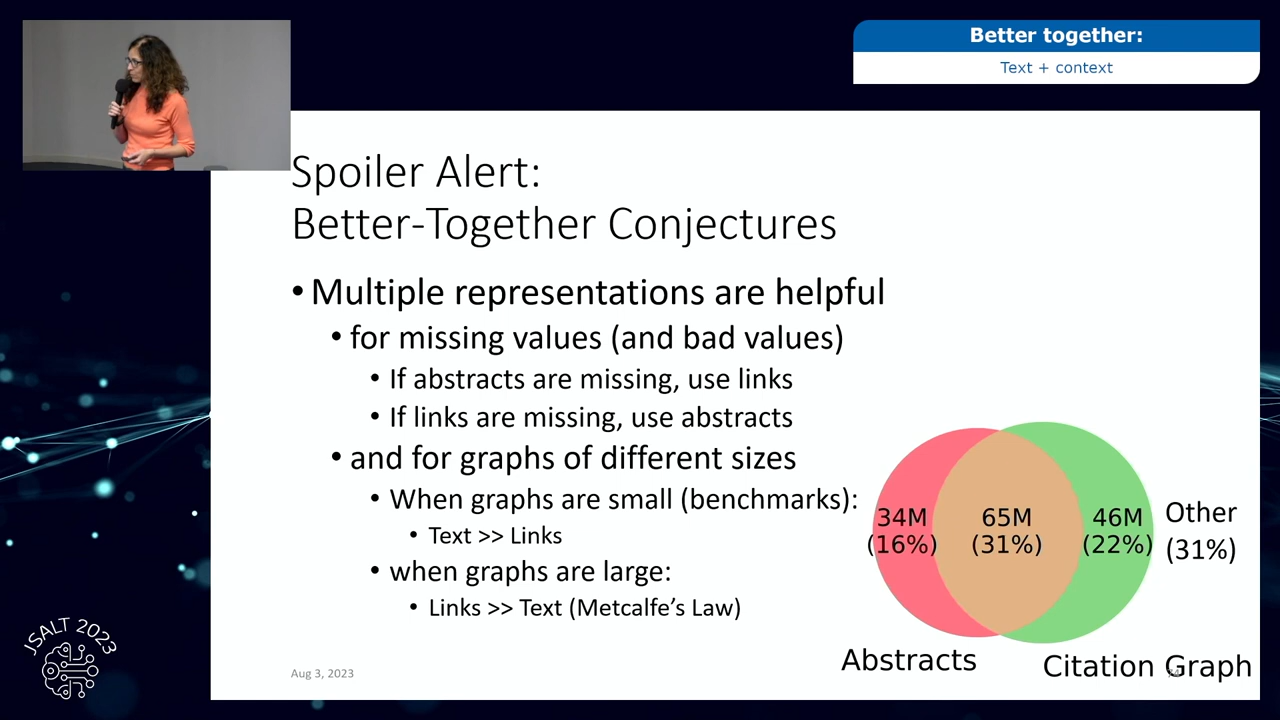 Better together:
Text + context
Spoiler Alert:
Better-Together Conjectures
• Multiple representations are helpful
• for missing values (and bad values)
• If abstracts are missing, use links
• If links are missing, use abstracts
• and for graphs of different sizes
• When graphs are small (benchmarks):
• Text >> Links
• when graphs are large:
• Links >> Text (Metcalfe's Law)
34M
(16%)
65M
(31%)
46M
(22%)
Other
(31%)
Abstracts
Citation Graph
Aug 3, 2023
JSALT 2023